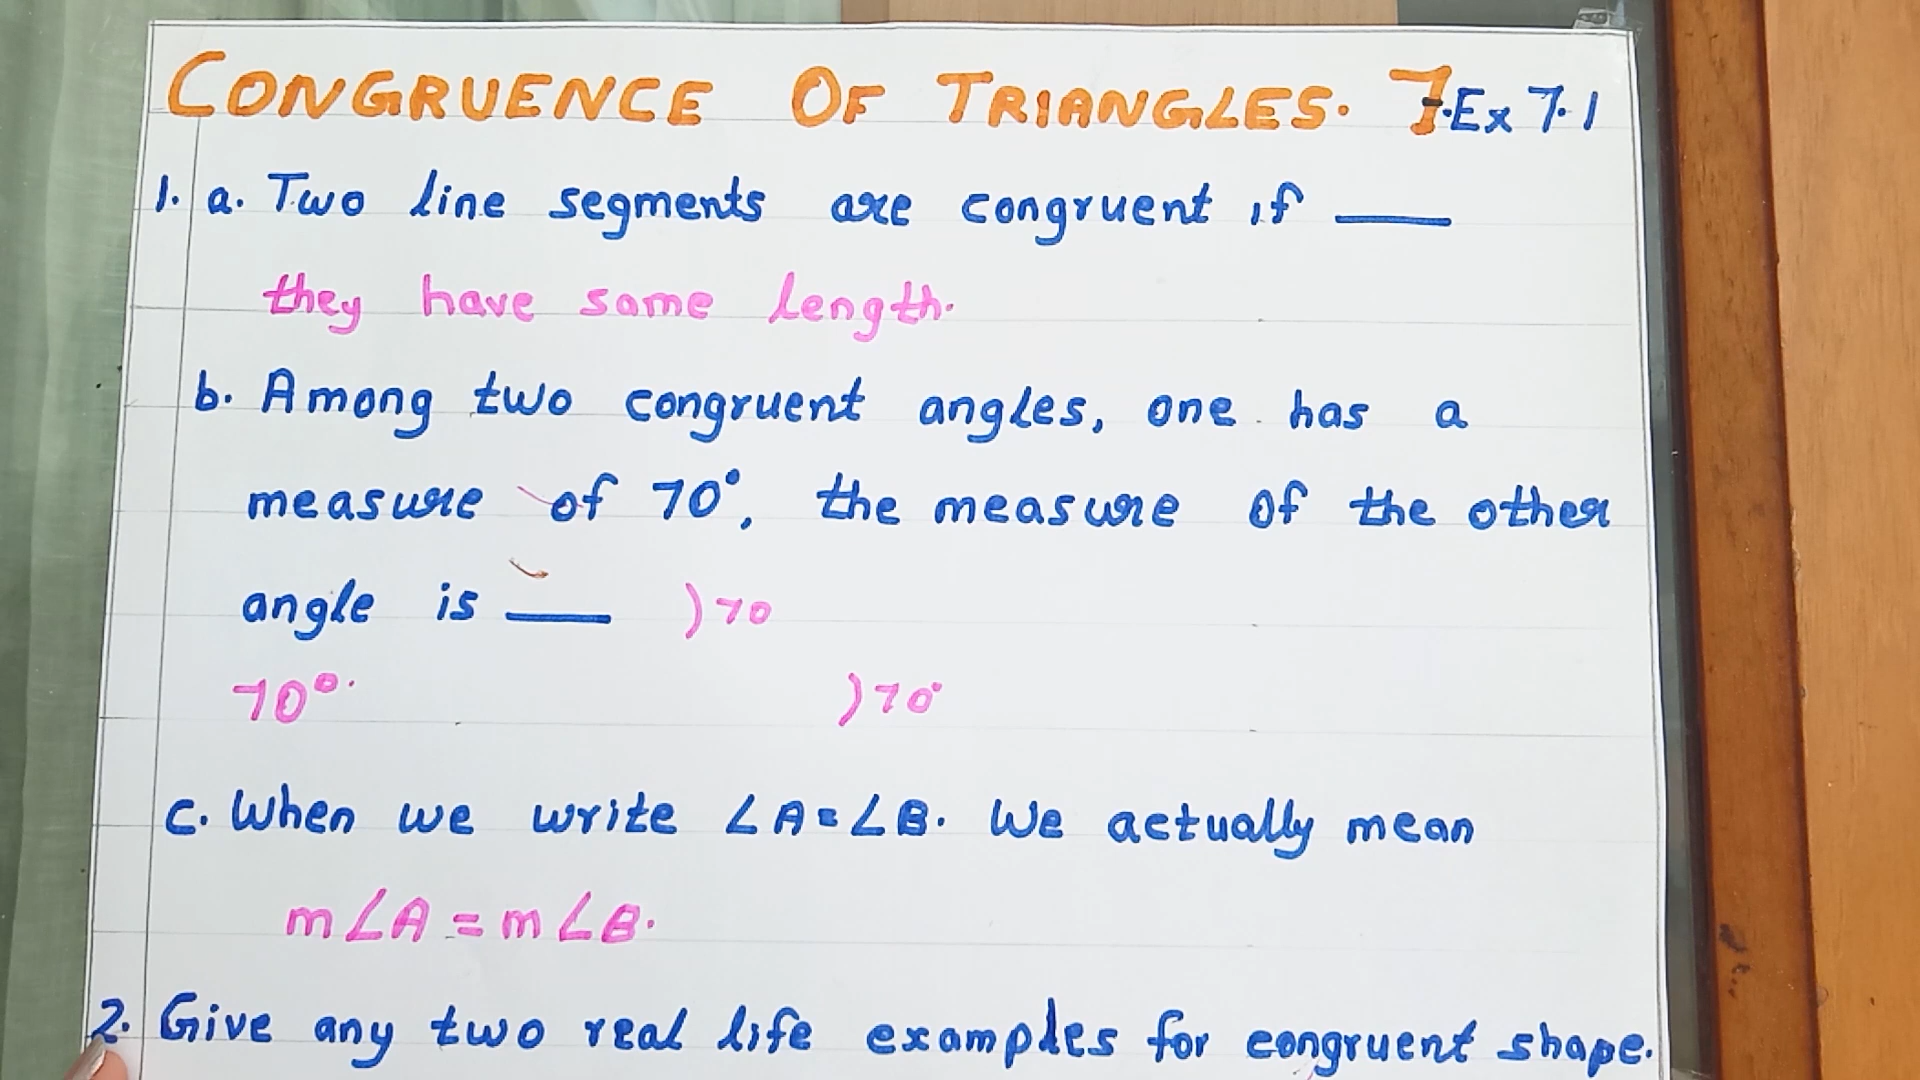 CONGRUENCE OF TRIANGLES. 7.Ex 7.1
1. a. Two line segments are congruent if ___
they have same length.
b. Among two congruent angles, one has a
measure of 70°, the measure of the other
angle is ___ )70
70°. )70°
c. When we write ∠A=∠B. We actually mean
m∠A = m∠B.
2. Give any two real life examples for congruent shape.